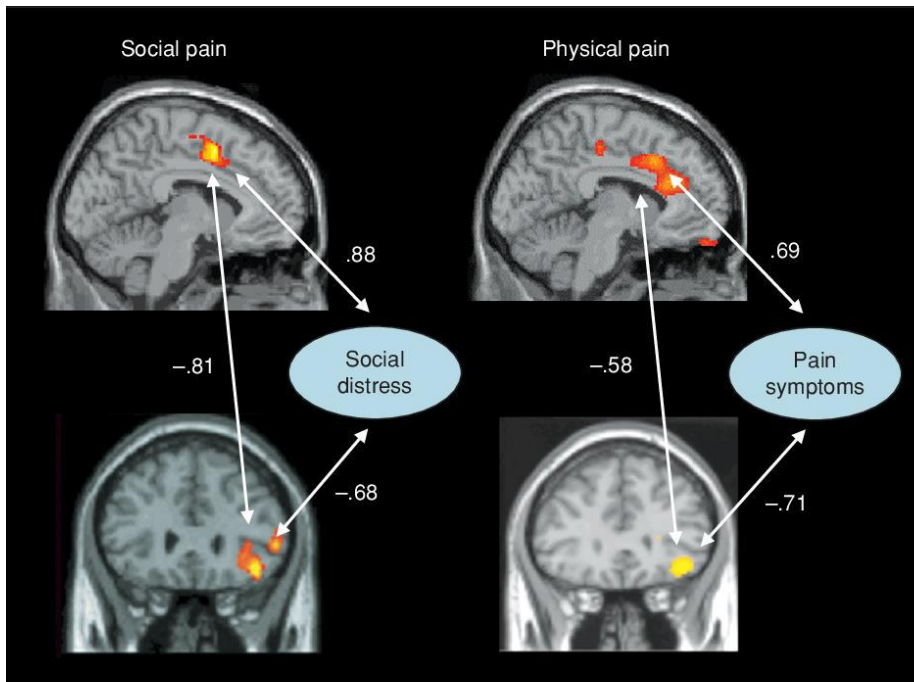 Social pain
Physical pain
.88
.69
–.81
Social
distress
–.58
Pain
symptoms
–.68
–.71